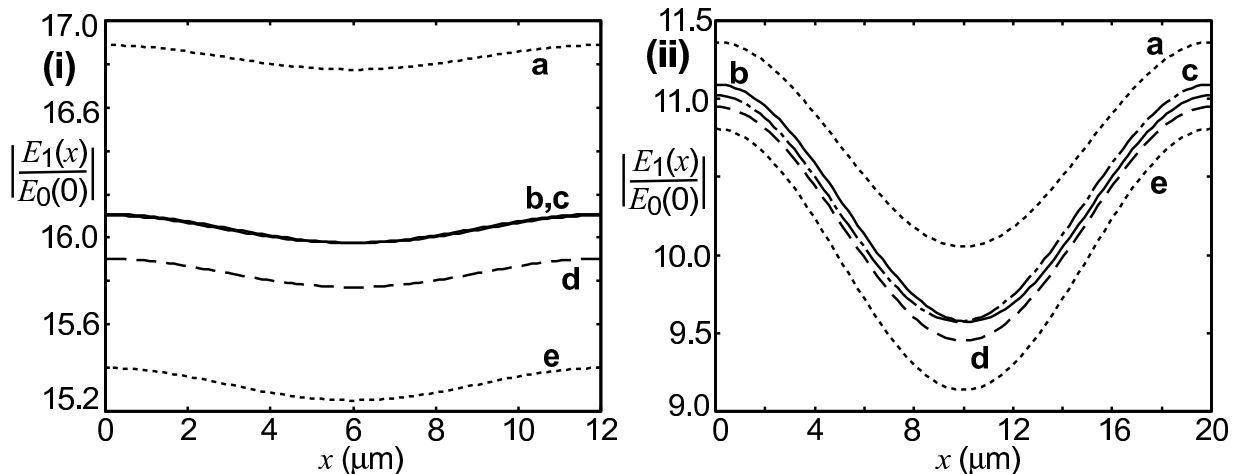 (i)
17.0
16.6
|E1(x)/E0(0)|
16.0
15.6
15.2
a
b,c
d
e
0 2 4 6 8 10 12
x (μm)
(ii)
11.5
11.0
|E1(x)/E0(0)|
10.0
9.5
9.0
a
b
c
d
e
0 4 8 12 16 20
x (μm)